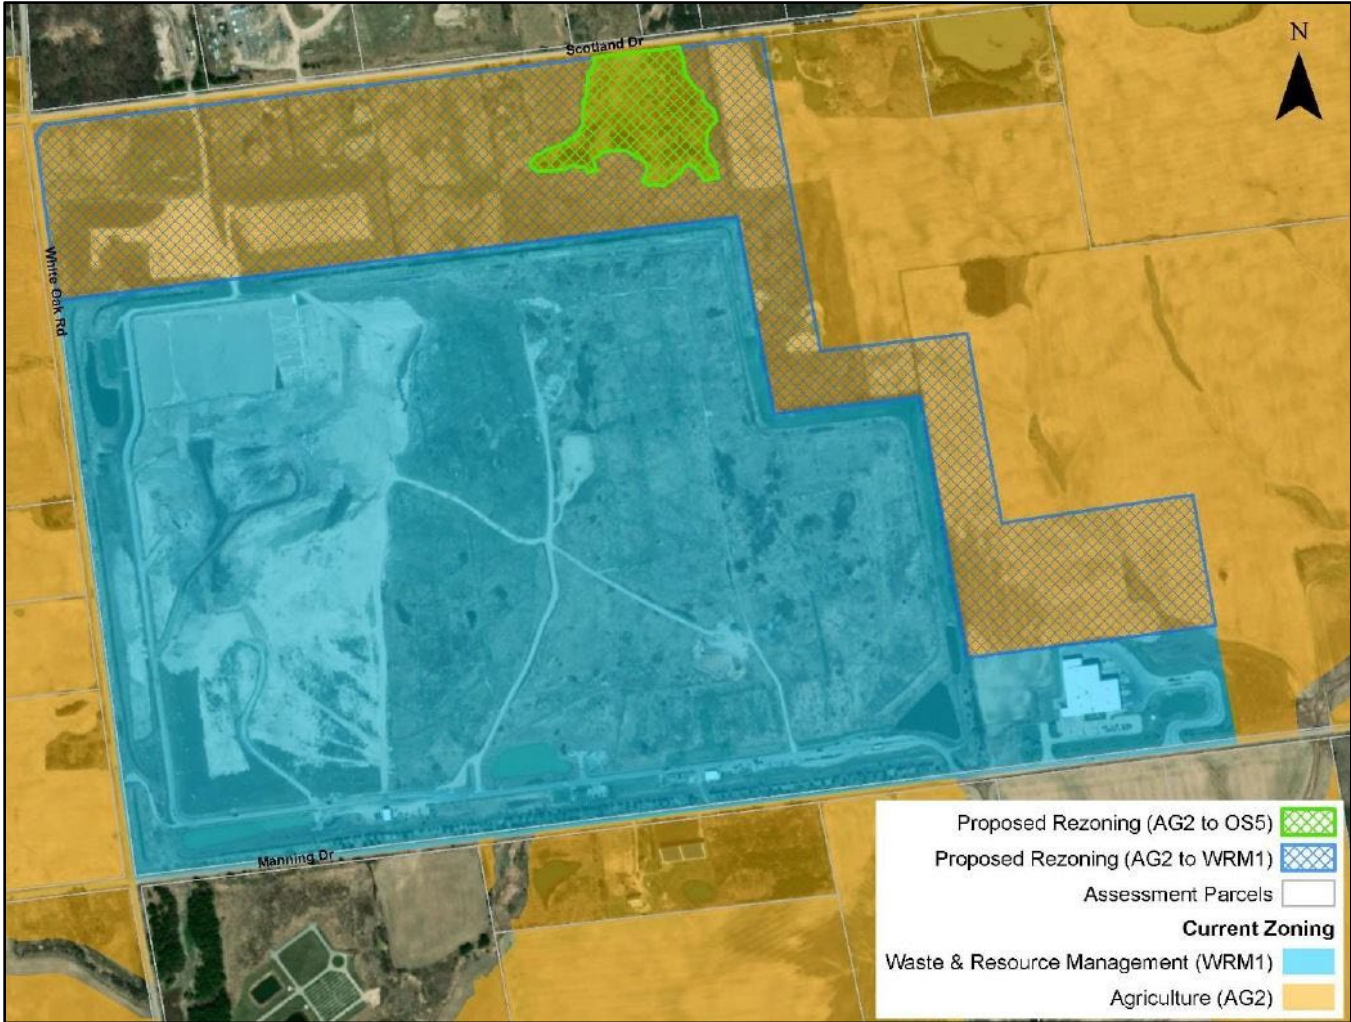 Scotland Dr
N
White Oak Rd
Manning Dr
Proposed Rezoning (AG2 to OS5)
Proposed Rezoning (AG2 to WRM1)
Assessment Parcels
Current Zoning
Waste & Resource Management (WRM1)
Agriculture (AG2)